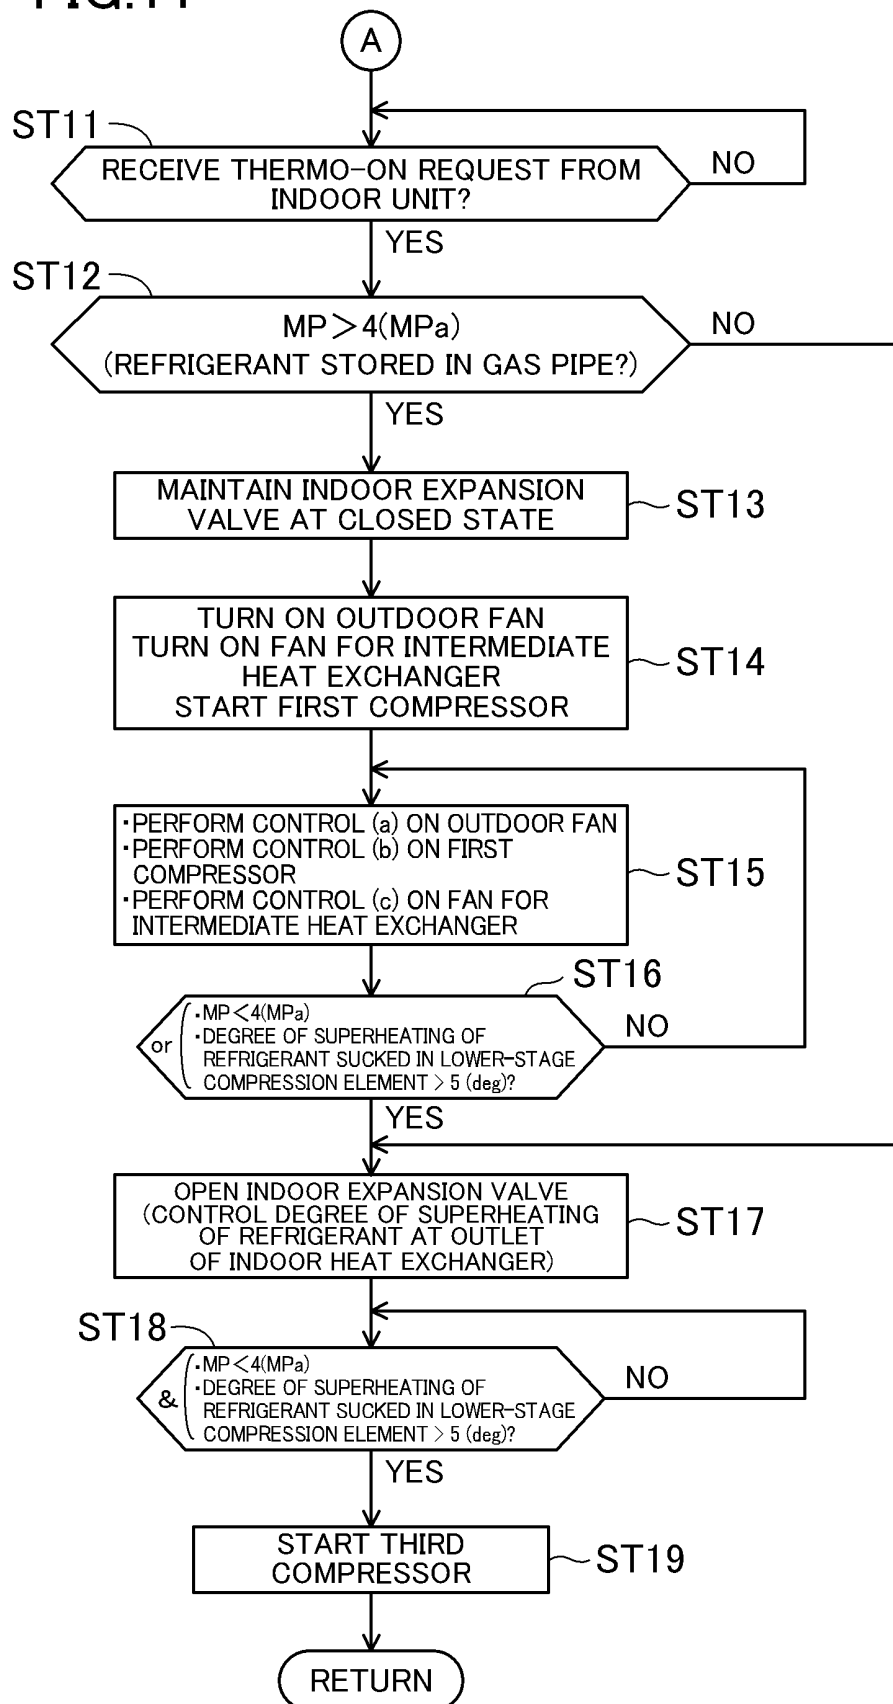 A
ST11
RECEIVE THERMO-ON REQUEST FROM
INDOOR UNIT?
NO
YES
ST12
MP>4(MPa)
(REFRIGERANT STORED IN GAS PIPE?)
NO
YES
MAINTAIN INDOOR EXPANSION
VALVE AT CLOSED STATE
ST13
TURN ON OUTDOOR FAN
TURN ON FAN FOR INTERMEDIATE
HEAT EXCHANGER
START FIRST COMPRESSOR
ST14
・PERFORM CONTROL (a) ON OUTDOOR FAN
・PERFORM CONTROL (b) ON FIRST
COMPRESSOR
・PERFORM CONTROL (c) ON FAN FOR
INTERMEDIATE HEAT EXCHANGER
ST15
ST16
or
・MP<4(MPa)
・DEGREE OF SUPERHEATING OF
REFRIGERANT SUCKED IN LOWER-STAGE
COMPRESSION ELEMENT > 5 (deg)?
NO
YES
OPEN INDOOR EXPANSION VALVE
(CONTROL DEGREE OF SUPERHEATING
OF REFRIGERANT AT OUTLET
OF INDOOR HEAT EXCHANGER)
ST17
ST18
&
・MP<4(MPa)
・DEGREE OF SUPERHEATING OF
REFRIGERANT SUCKED IN LOWER-STAGE
COMPRESSION ELEMENT > 5 (deg)?
NO
YES
START THIRD
COMPRESSOR
ST19
RETURN